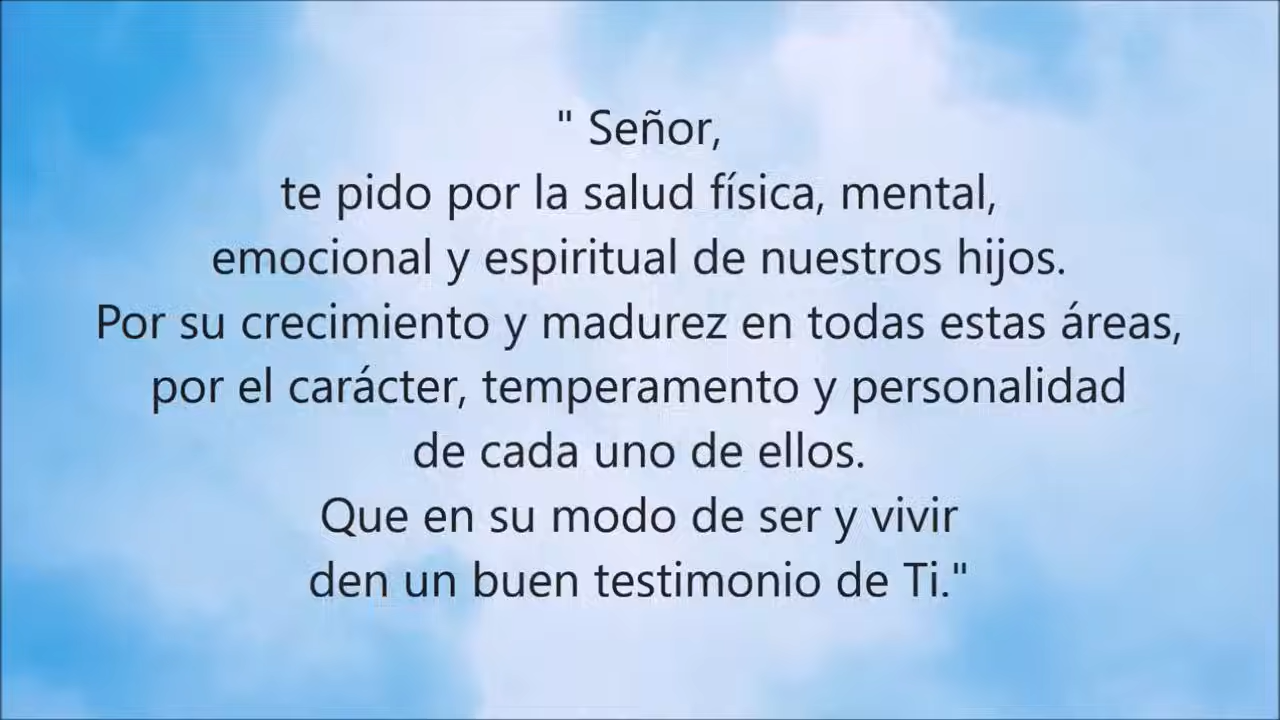 " Señor,
te pido por la salud física, mental,
emocional y espiritual de nuestros hijos.
Por su crecimiento y madurez en todas estas áreas,
por el carácter, temperamento y personalidad
de cada uno de ellos.
Que en su modo de ser y vivir
den un buen testimonio de Ti."